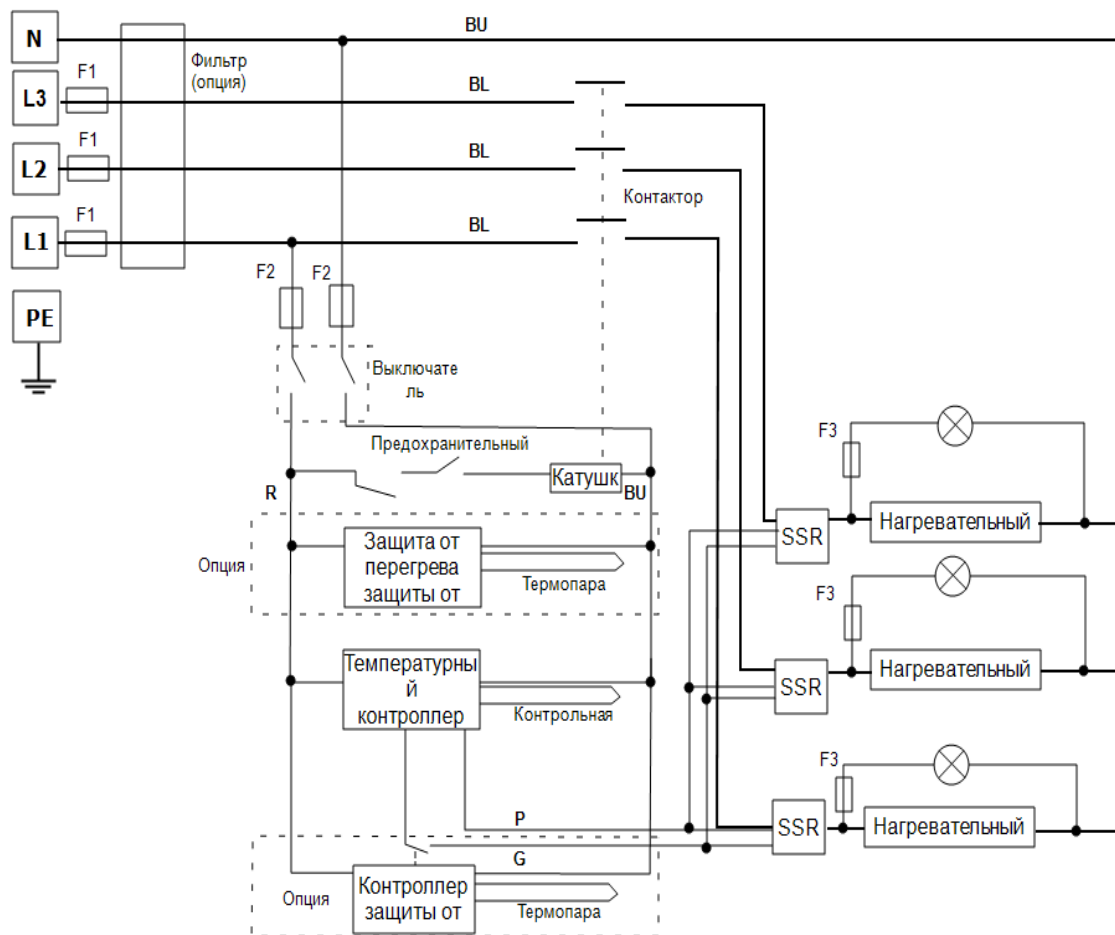 N
BU
F1
Фильтр
(опция)
L3
BL
F1
L2
BL
Контактор
F1
L1
BL
F2
F2
PE
Выключате
ль
Предохранительный
R
Катушк
BU
Опция
Защита от
перегрева
защиты от
Термопара
Температурны
й
контроллер
Контрольная
P
G
Опция
Контроллер
защиты от
Термопара
F3
SSR
Нагревательный
F3
SSR
Нагревательный
F3
SSR
Нагревательный